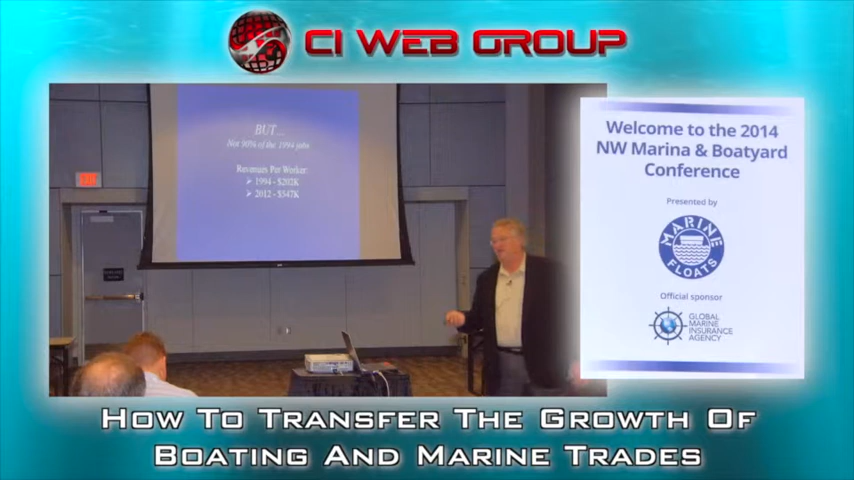 CI WEB GROUP
BUT...
Not 90% of the 1994 jobs
Revenues Per Worker:
➢ 1994 - $202K
➢ 2012 - $547K
EXIT
Welcome to the 2014
NW Marina & Boatyard
Conference
Presented by
MARINE
FLOATS
Official sponsor
GLOBAL
MARINE
INSURANCE
AGENCY
How To Transfer The Growth Of
Boating And Marine Trades